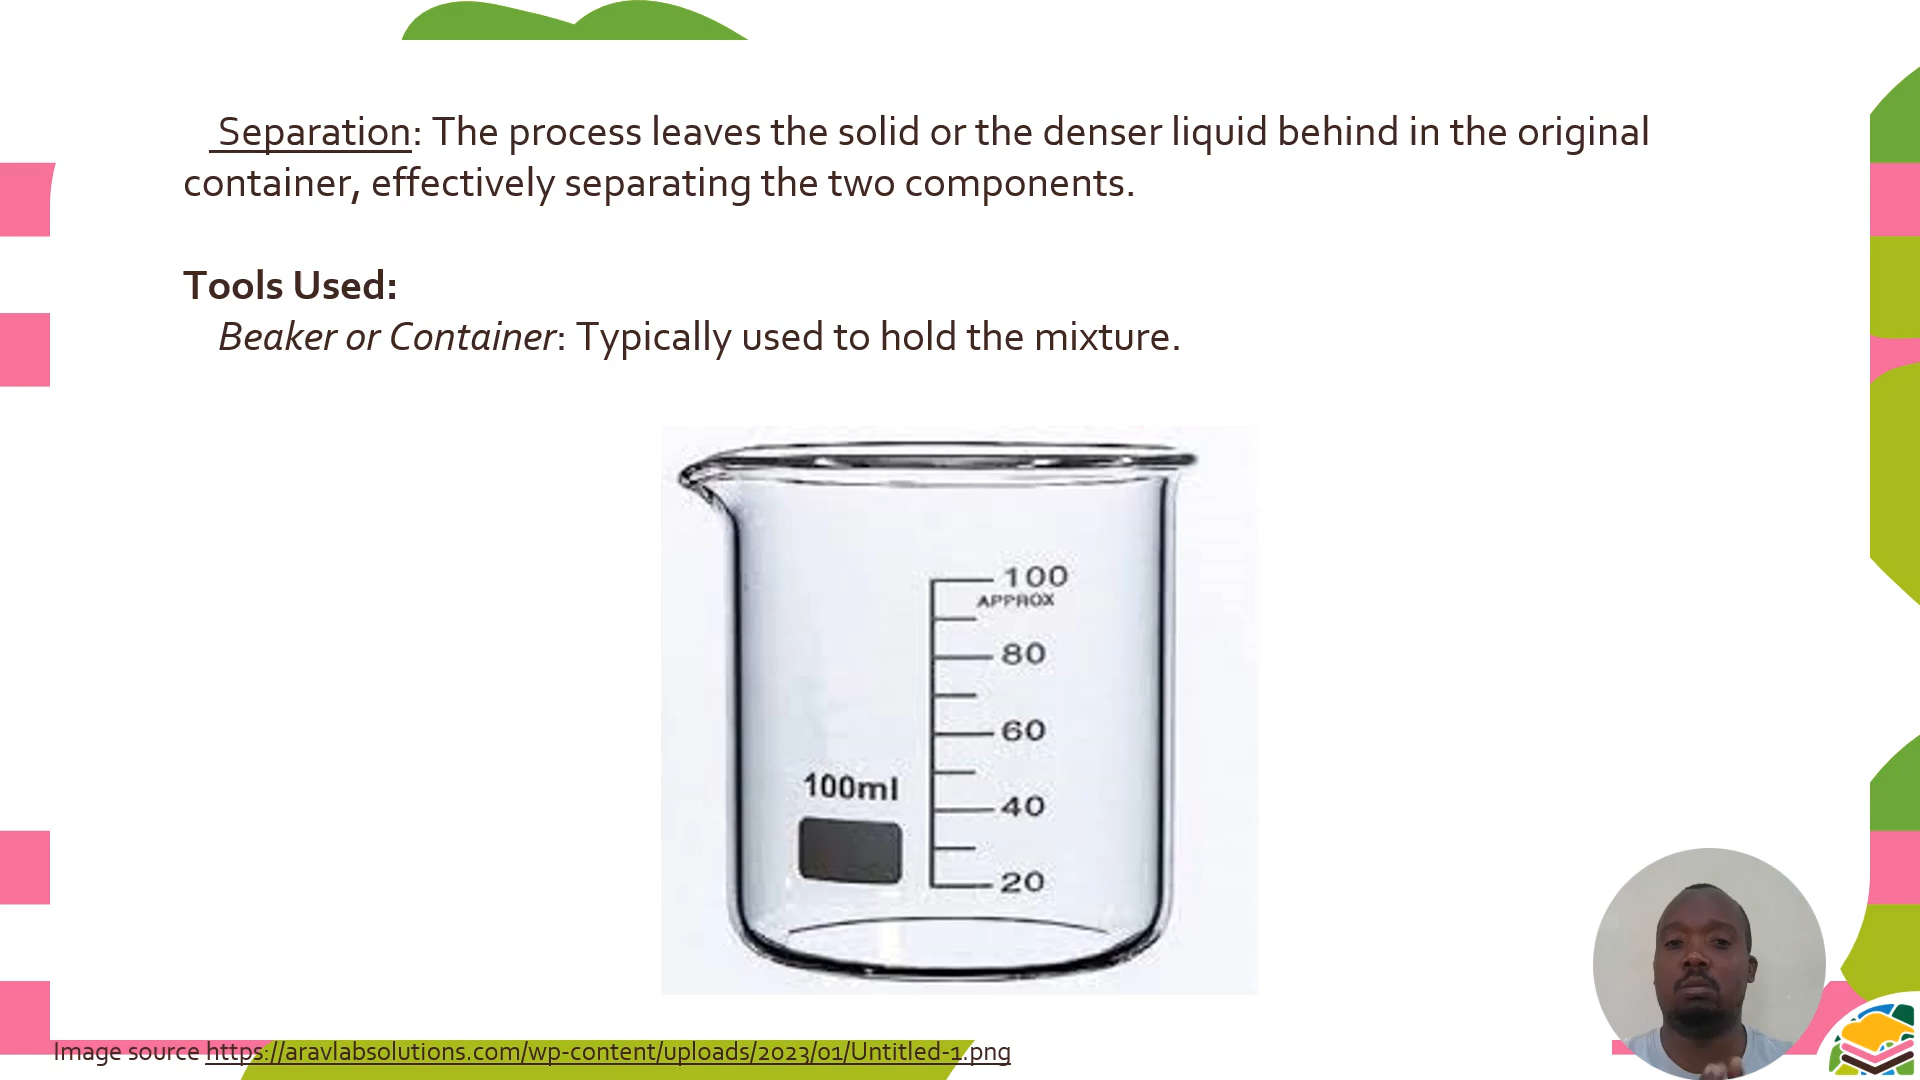 Separation: The process leaves the solid or the denser liquid behind in the original
container, effectively separating the two components.
Tools Used:
Beaker or Container: Typically used to hold the mixture.
100
APPROX
80
60
100ml
40
20
Image source https://aravlabsolutions.com/wp-content/uploads/2023/01/Untitled-1.png